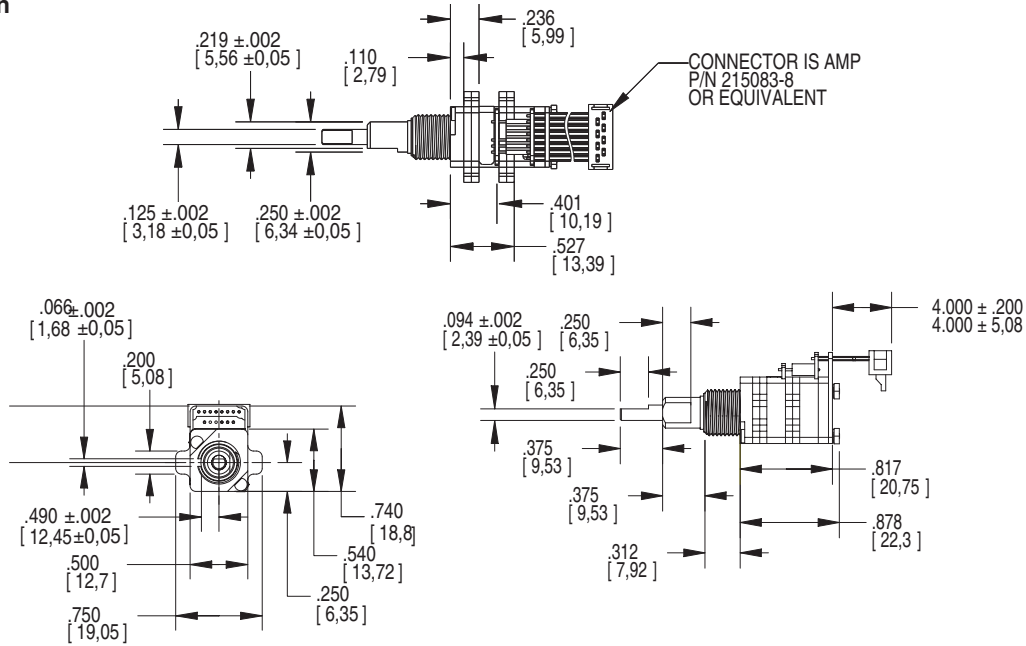 n
.236
[ 5,99 ]
.219 ±.002
[ 5,56 ±0,05 ]
.110
[ 2,79 ]
CONNECTOR IS AMP
P/N 215083-8
OR EQUIVALENT
.125 ±.002
[ 3,18 ±0,05 ]
.250 ±.002
[ 6,34 ±0,05 ]
.401
[ 10,19 ]
.527
[ 13,39 ]
.066±.002
[ 1,68 ±0,05 ]
.200
[ 5,08 ]
.490 ±.002
[ 12,45±0,05 ]
.500
[ 12,7 ]
.750
[ 19,05 ]
.740
[ 18,8]
.540
[ 13,72 ]
.250
[ 6,35 ]
.094 ±.002
[ 2,39 ±0,05 ]
.250
[ 6,35 ]
.250
[ 6,35 ]
4.000 ± .200
4.000 ± 5,08
.375
[ 9,53 ]
.375
[ 9,53 ]
.312
[ 7,92 ]
.817
[ 20,75 ]
.878
[ 22,3 ]